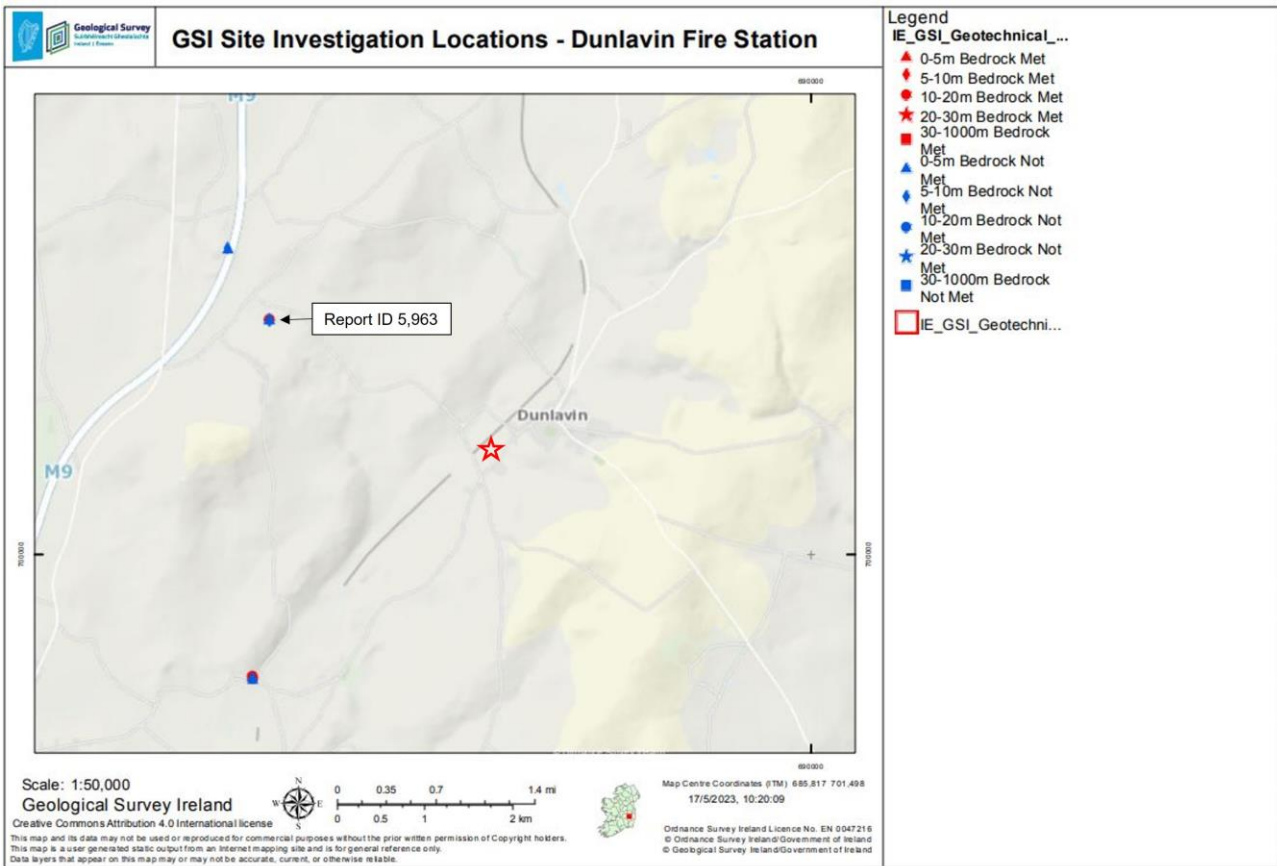 Geological Survey
Suirbhéireacht Gheolaíochta
Ireland | Éireann
GSI Site Investigation Locations - Dunlavin Fire Station
690000
M9
Report ID 5,963
Dunlavin
M9
700000
700000
690000
Legend
IE_GSI_Geotechnical_...
0-5m Bedrock Met
5-10m Bedrock Met
10-20m Bedrock Met
20-30m Bedrock Met
30-1000m Bedrock
Met
0-5m Bedrock Not
Met
5-10m Bedrock Not
Met
10-20m Bedrock Not
Met
20-30m Bedrock Not
Met
30-1000m Bedrock
Not Met
IE_GSI_Geotechni...
Scale: 1:50,000
Geological Survey Ireland
Creative Commons Attribution 4.0 International license
This map and its data may not be used or reproduced for commercial purposes without the prior written permission of Copyright holders.
This map is a user generated static output from an Internet mapping site and is for general reference only.
Data layers that appear on this map may or may not be accurate, current, or otherwise reliable.
N
W E
S
0 0.35 0.7 1.4 mi
0 0.5 1 2 km
Map Centre Coordinates (ITM) 685,817 701,498
17/5/2023, 10:20:09
Ordnance Survey Ireland Licence No. EN 0047216
© Ordnance Survey Ireland/Government of Ireland
© Geological Survey Ireland/Government of Ireland